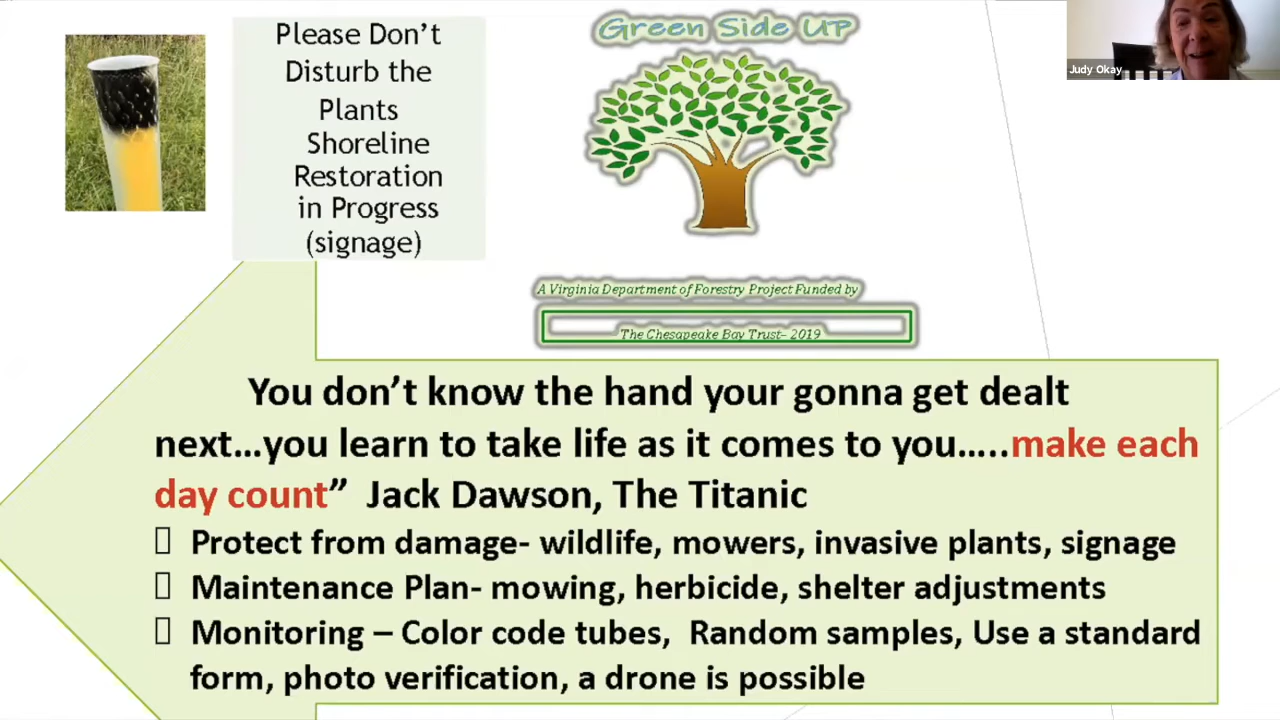 Please Don’t
Disturb the
Plants
Shoreline
Restoration
in Progress
(signage)
Green Side UP
Judy Okay
A Virginia Department of Forestry Project Funded by
The Chesapeake Bay Trust– 2019
You don’t know the hand your gonna get dealt
next…you learn to take life as it comes to you…..make each
day count” Jack Dawson, The Titanic
Protect from damage- wildlife, mowers, invasive plants, signage
Maintenance Plan- mowing, herbicide, shelter adjustments
Monitoring – Color code tubes, Random samples, Use a standard
form, photo verification, a drone is possible